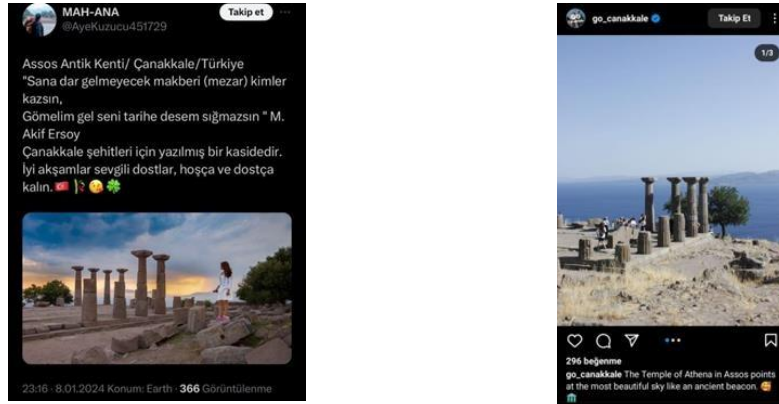 MAH-ANA
Takip et
@AyeKuzucu451729
Assos Antik Kenti/ Çanakkale/Türkiye
"Sana dar gelmeyecek makberi (mezar) kimler
kazsın,
Gömelim gel seni tarihe desem sığmazsın " M.
Akif Ersoy
Çanakkale şehitleri için yazılmış bir kasidedir.
İyi akşamlar sevgili dostlar, hoşça ve dostça
kalın.
23:16 · 8.01.2024 Konum: Earth · 366 Görüntülenme
go_canakkale
Takip Et
1/3
296 beğenme
go_canakkale The Temple of Athena in Assos points
at the most beautiful sky like an ancient beacon.